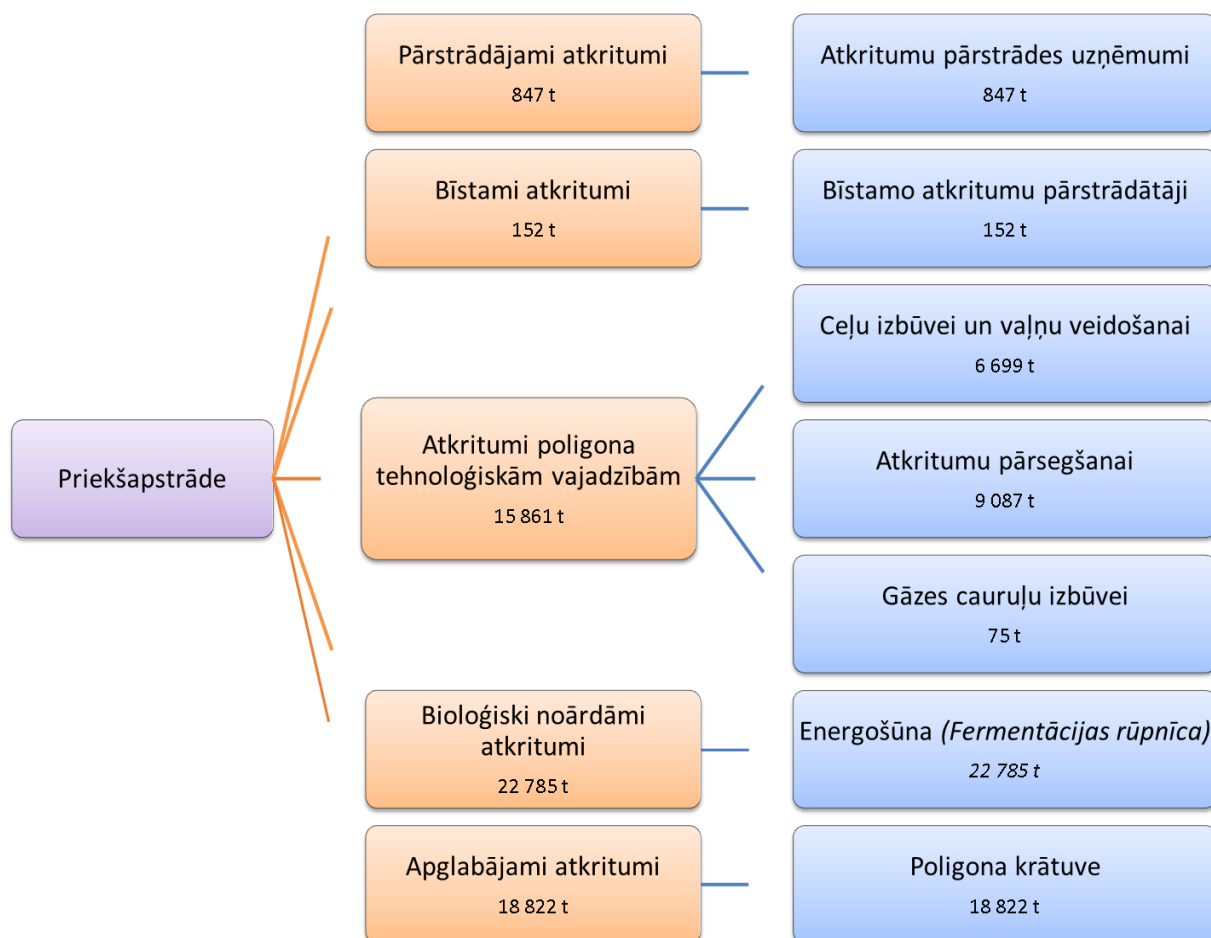 Pārstrādājami atkritumi
847 t
Atkritumu pārstrādes uzņēmumi
847 t
Bīstami atkritumi
152 t
Bīstamo atkritumu pārstrādātāji
152 t
Ceļu izbūvei un vaļņu veidošanai
6 699 t
Priekšapstrāde
Atkritumi poligona
tehnoloģiskām vajadzībām
15 861 t
Atkritumu pārsegšanai
9 087 t
Gāzes cauruļu izbūvei
75 t
Bioloģiski noārdāmi
atkritumi
22 785 t
Energošūna (Fermentācijas rūpnīca)
22 785 t
Apglabājami atkritumi
18 822 t
Poligona krātuve
18 822 t